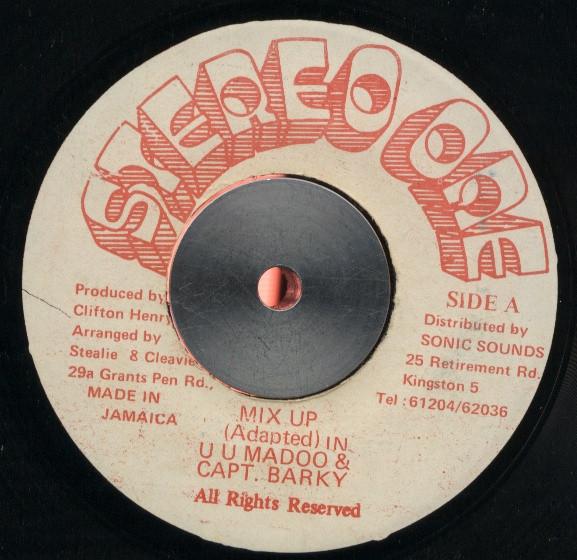 STEREO ONE
Produced by
Clifton Henry
Arranged by
Stealie & Cleavie
29a Grants Pen Rd.,
MADE IN
JAMAICA
SIDE A
Distributed by
SONIC SOUNDS
25 Retirement Rd.
Kingston 5
Tel :61204/62036
MIX UP
(Adapted) IN
U U MADOO &
CAPT. BARKY
All Rights Reserved